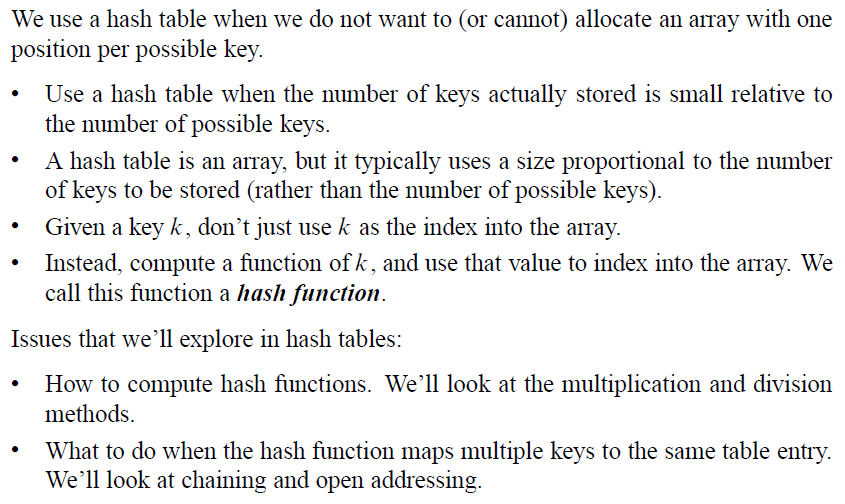 We use a hash table when we do not want to (or cannot) allocate an array with one
position per possible key.
• Use a hash table when the number of keys actually stored is small relative to
the number of possible keys.
• A hash table is an array, but it typically uses a size proportional to the number
of keys to be stored (rather than the number of possible keys).
• Given a key k, don’t just use k as the index into the array.
• Instead, compute a function of k, and use that value to index into the array. We
call this function a hash function.
Issues that we’ll explore in hash tables:
• How to compute hash functions. We’ll look at the multiplication and division
methods.
• What to do when the hash function maps multiple keys to the same table entry.
We’ll look at chaining and open addressing.